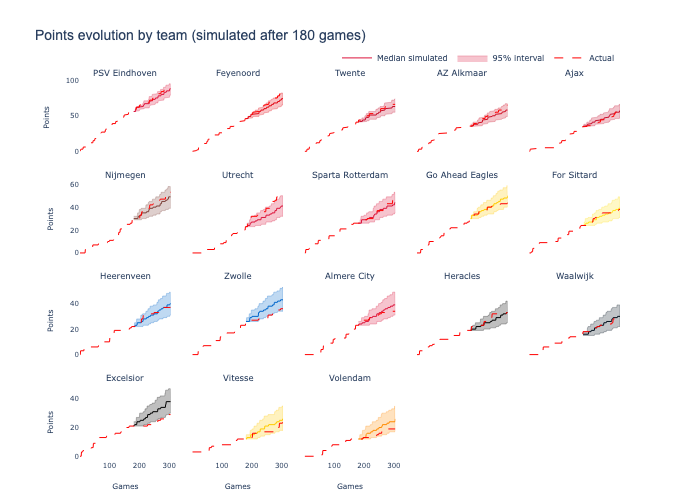 Points evolution by team (simulated after 180 games)
Median simulated 95% interval Actual
PSV Eindhoven Feyenoord Twente AZ Alkmaar Ajax
100
50
0
Points
Nijmegen Utrecht Sparta Rotterdam Go Ahead Eagles For Sittard
60
40
20
0
Points
Heerenveen Zwolle Almere City Heracles Waalwijk
40
20
0
Points
Excelsior Vitesse Volendam
40
20
0
Points
100 200 300 100 200 300 100 200 300
Games Games Games